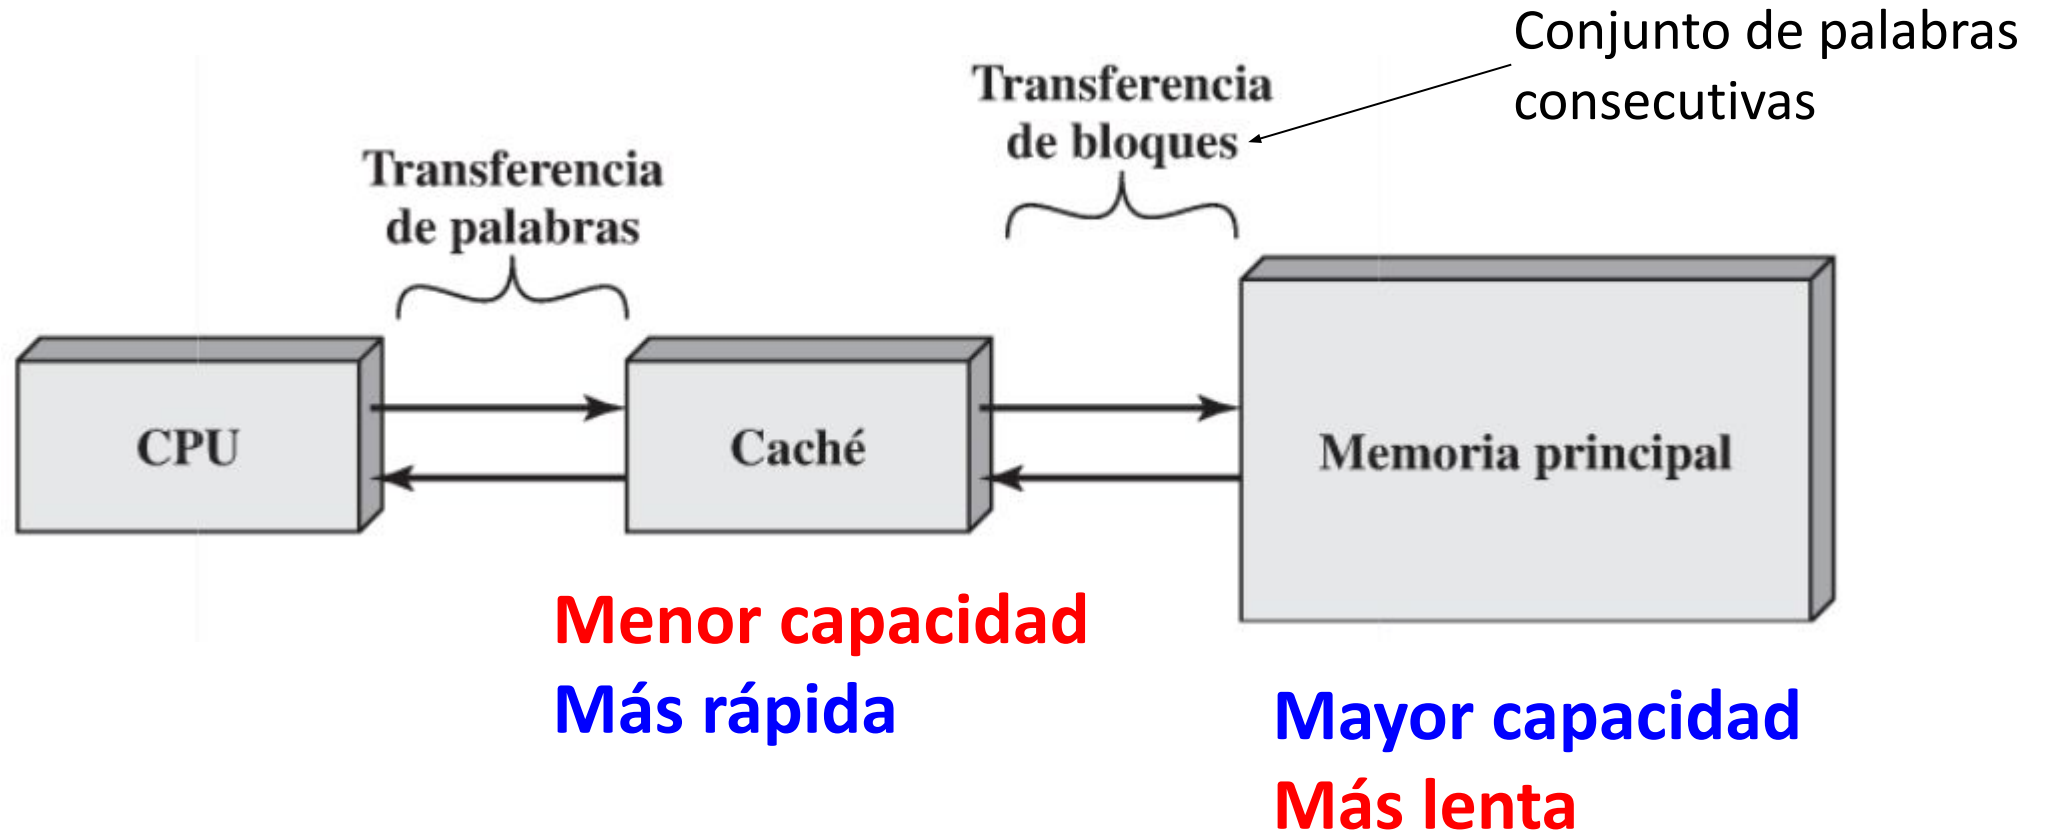 Conjunto de palabras
consecutivas
Transferencia
de bloques
Transferencia
de palabras
CPU
Caché
Memoria principal
Menor capacidad
Más rápida
Mayor capacidad
Más lenta